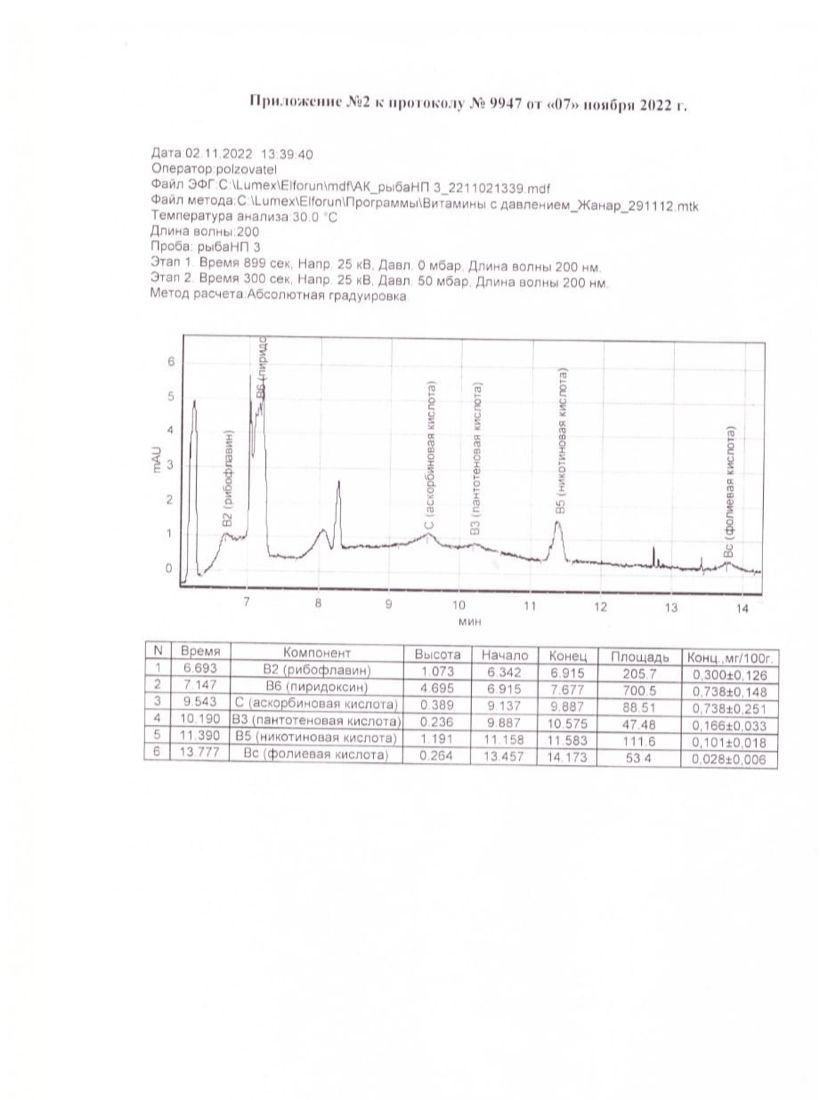 Приложение №2 к протоколу № 9947 от «07» ноября 2022 г.
Дата 02.11.2022 13:39:40
Оператор:polzovatel
Файл ЭФГ:C:\Lumex\Elforun\mdf\АК_рыбаНП 3_2211021339.mdf
Файл метода:C:\Lumex\Elforun\Программы\Витамины с давлением_Жанар_291112.mtk
Температура анализа:30.0 °C
Длина волны:200
Проба: рыбаНП 3
Этап 1. Время 899 сек, Напр. 25 кВ, Давл. 0 мбар, Длина волны 200 нм.
Этап 2. Время 300 сек, Напр. 25 кВ, Давл. 50 мбар, Длина волны 200 нм.
Метод расчета:Абсолютная градуировка
mAU
6
5
4
3
2
1
0
B2 (рибофлавин)
B6 (пиридо
C (аскорбиновая кислота)
B3 (пантотеновая кислота)
B5 (никотиновая кислота)
Bc (фолиевая кислота)
7 8 9 10 11 12 13 14
мин
N Время Компонент Высота Начало Конец Площадь Конц.,мг/100г.
1 6.693 B2 (рибофлавин) 1.073 6.342 6.915 205.7 0,300±0,126
2 7.147 B6 (пиридоксин) 4.695 6.915 7.677 700.5 0,738±0,148
3 9.543 C (аскорбиновая кислота) 0.389 9.137 9.887 88.51 0,738±0,251
4 10.190 B3 (пантотеновая кислота) 0.236 9.887 10.575 47.48 0,166±0,033
5 11.390 B5 (никотиновая кислота) 1.191 11.158 11.583 111.6 0,101±0,018
6 13.777 Bc (фолиевая кислота) 0.264 13.457 14.173 53.4 0,028±0,006